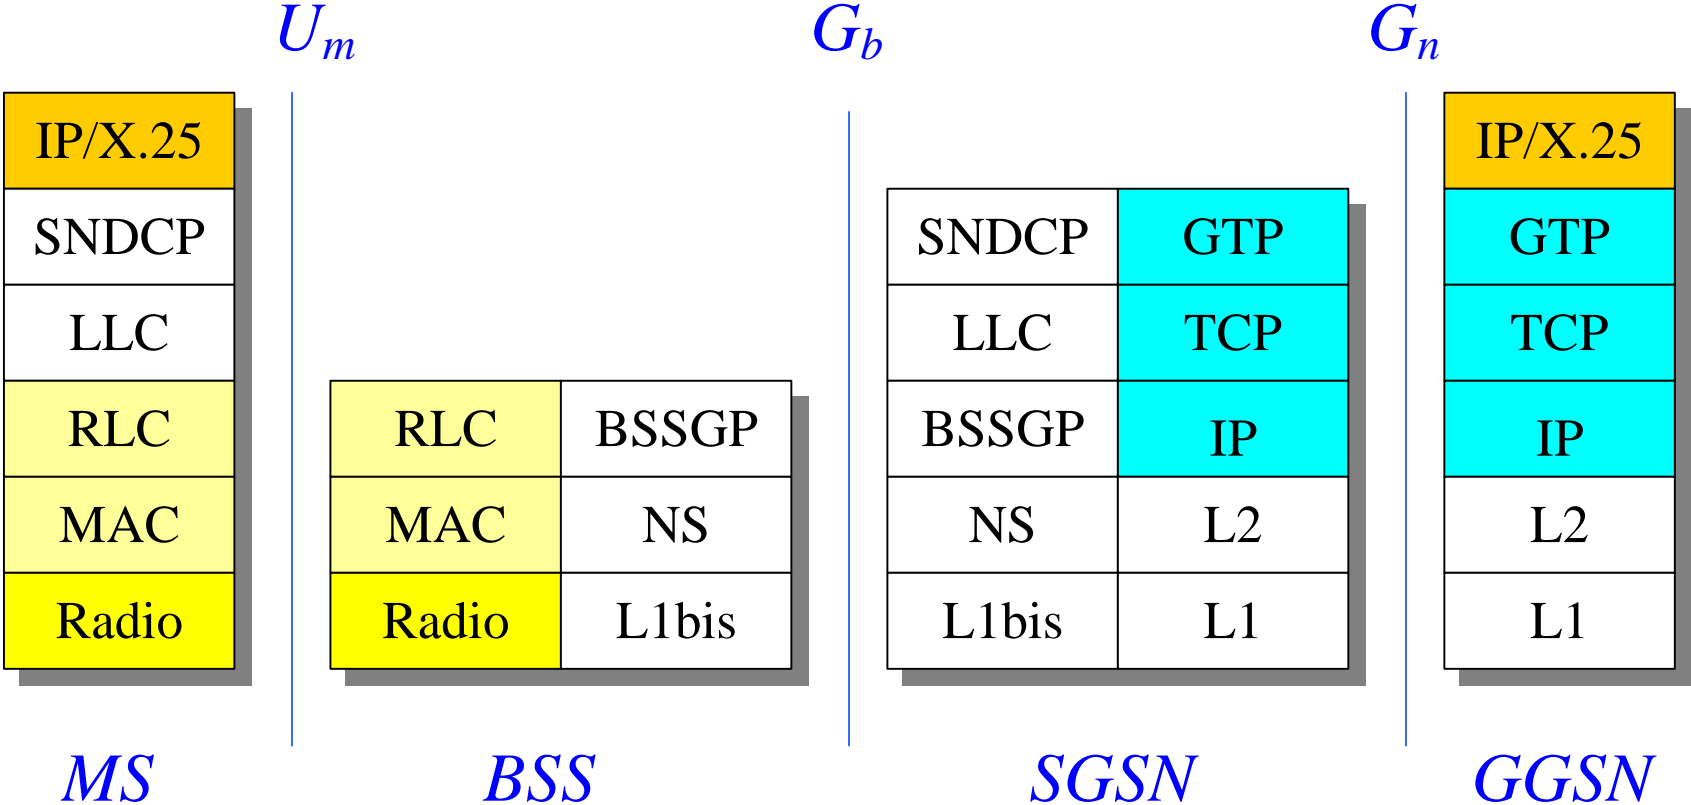 Um Gb Gn
IP/X.25 IP/X.25
SNDCP SNDCP GTP GTP
LLC LLC TCP TCP
RLC RLC BSSGP BSSGP IP IP
MAC MAC NS NS L2 L2
Radio Radio L1bis L1bis L1 L1
MS BSS SGSN GGSN